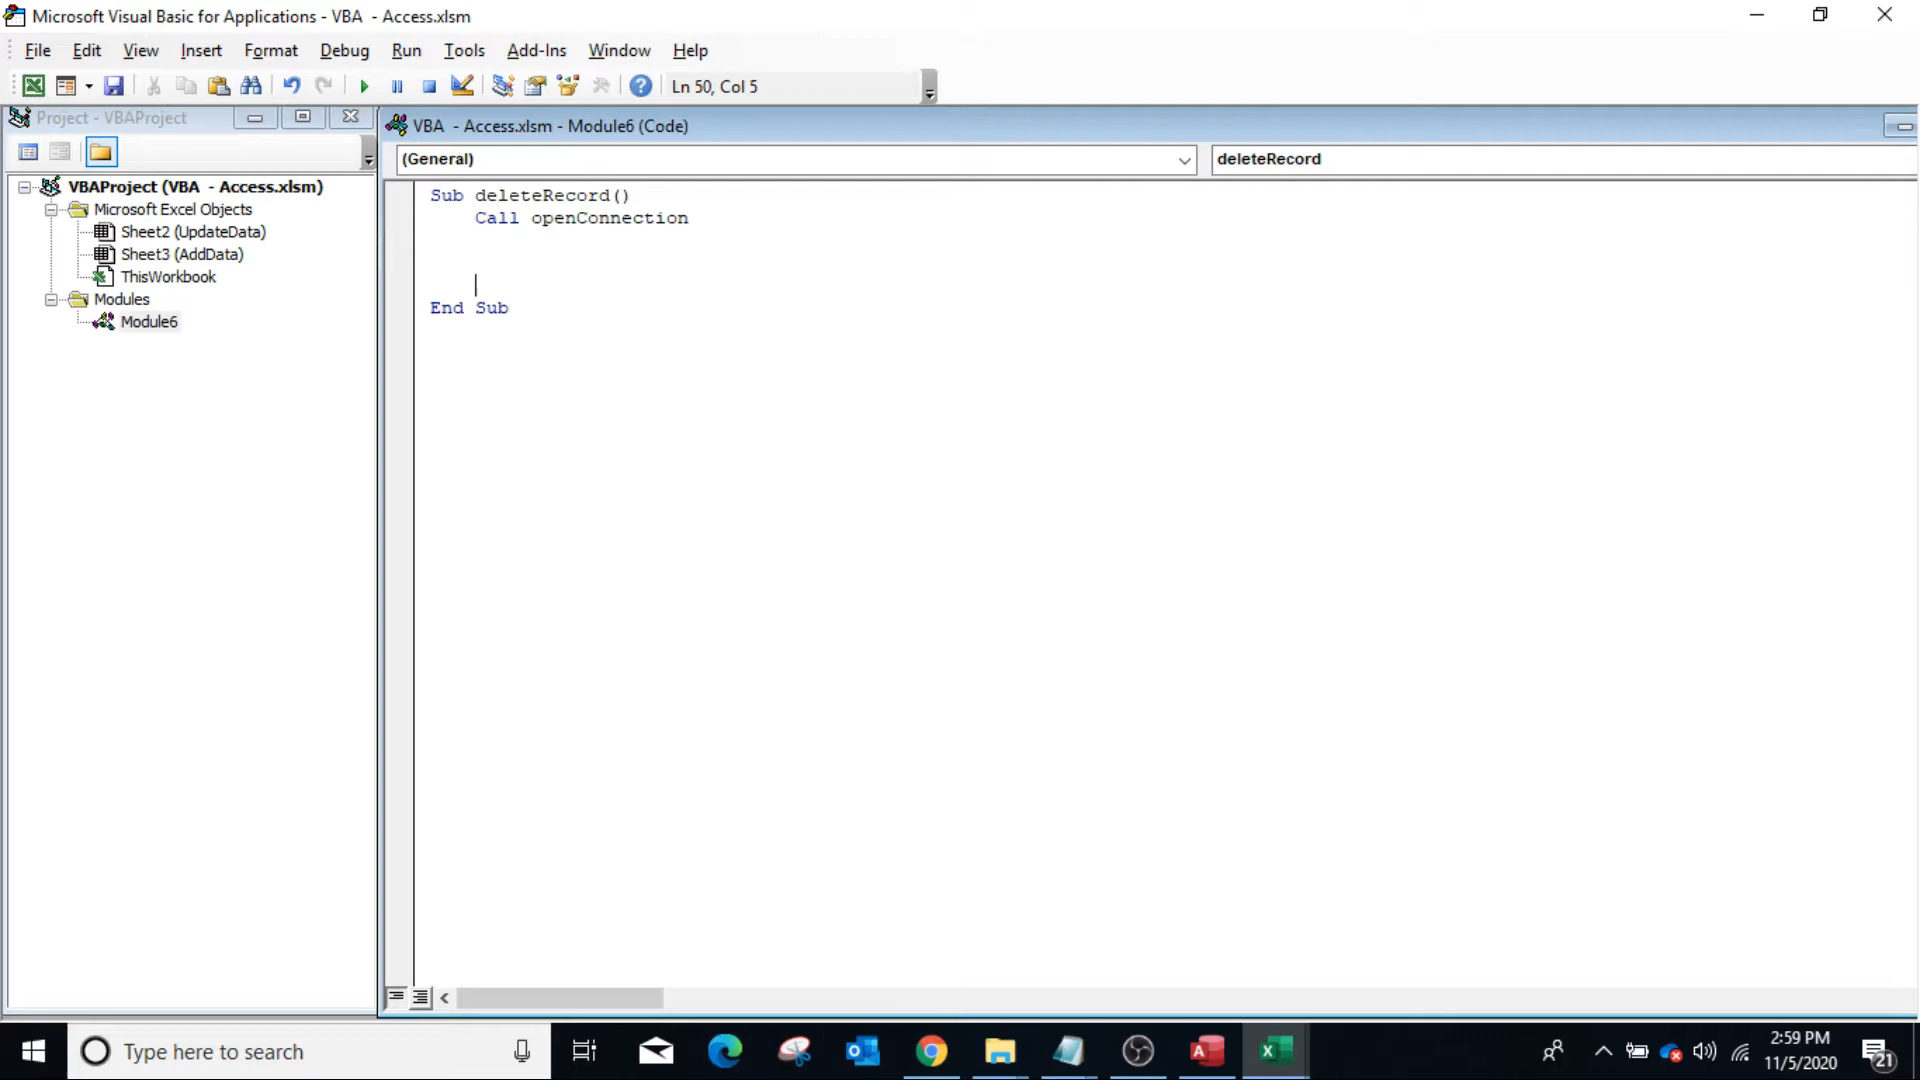 Microsoft Visual Basic for Applications - VBA  - Access.xlsm
File Edit View Insert Format Debug Run Tools Add-Ins Window Help
Ln 50, Col 5
Project - VBAProject
VBAProject (VBA  - Access.xlsm)
Microsoft Excel Objects
Sheet2 (UpdateData)
Sheet3 (AddData)
ThisWorkbook
Modules
Module6
VBA  - Access.xlsm - Module6 (Code)
(General) deleteRecord
Sub deleteRecord()
    Call openConnection
End Sub
Type here to search
2:59 PM
11/5/2020
21